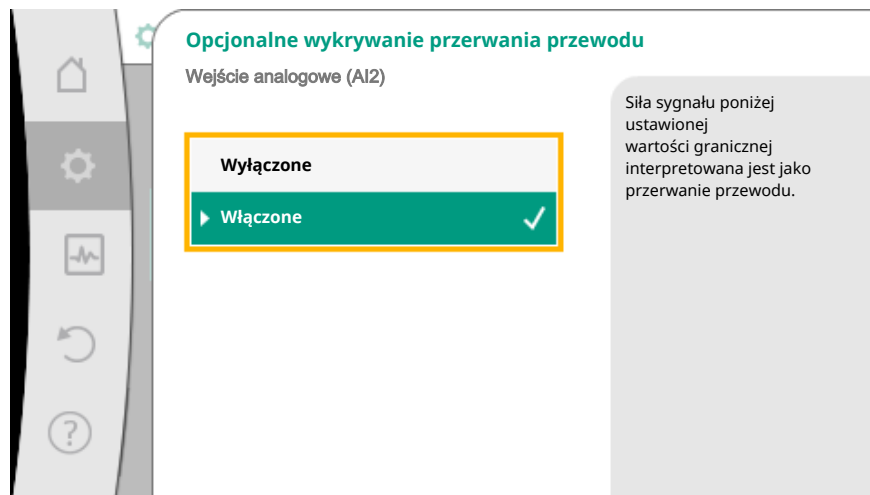 Opcjonalne wykrywanie przerwania przewodu
Wejście analogowe (AI2)
Wyłączone
Włączone
Siła sygnału poniżej
ustawionej
wartości granicznej
interpretowana jest jako
przerwanie przewodu.